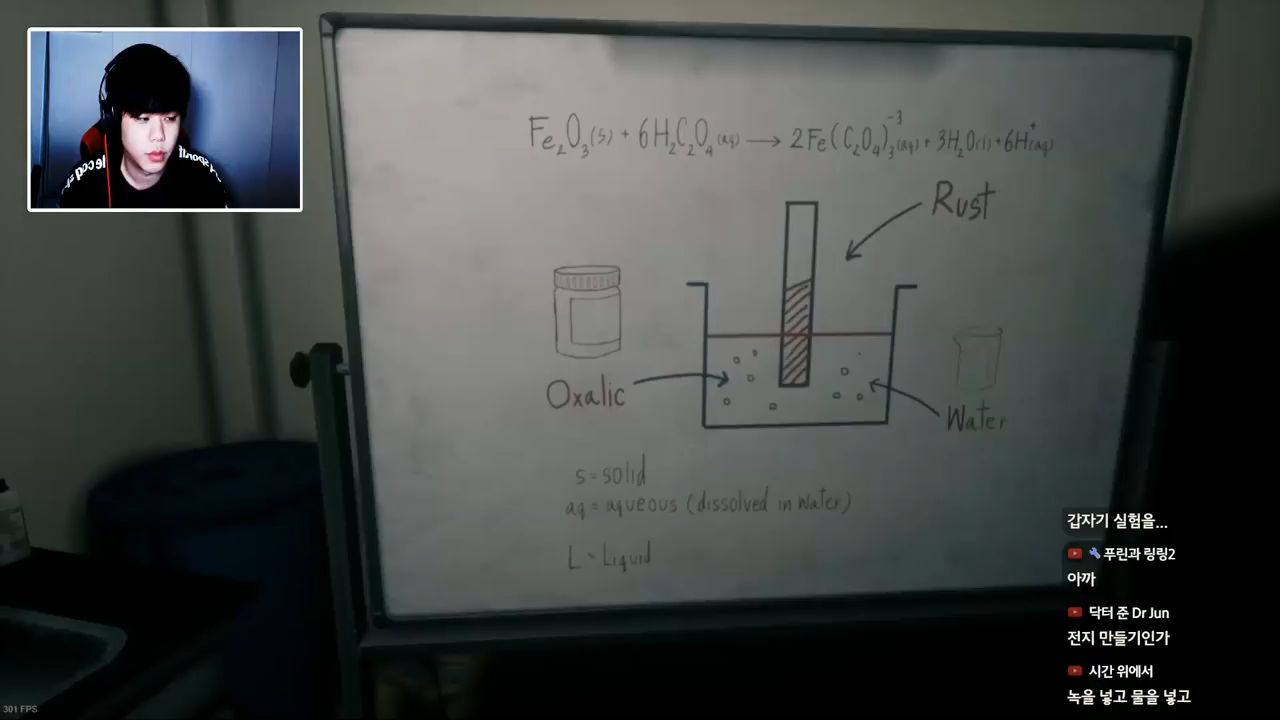 Fe₂O₃(s) + 6H₂C₂O₄(aq) → 2Fe(C₂O₄)₃⁻³(aq) + 3H₂O(l) + 6H⁺(aq)
Rust
Oxalic
Water
s = solid
aq = aqueous (dissolved in Water)
L = Liquid
갑자기 실험을...
푸린과 링링2
아까
닥터 준 Dr Jun
전지 만들기인가
시간 위에서
녹을 넣고 물을 넣고
301 FPS